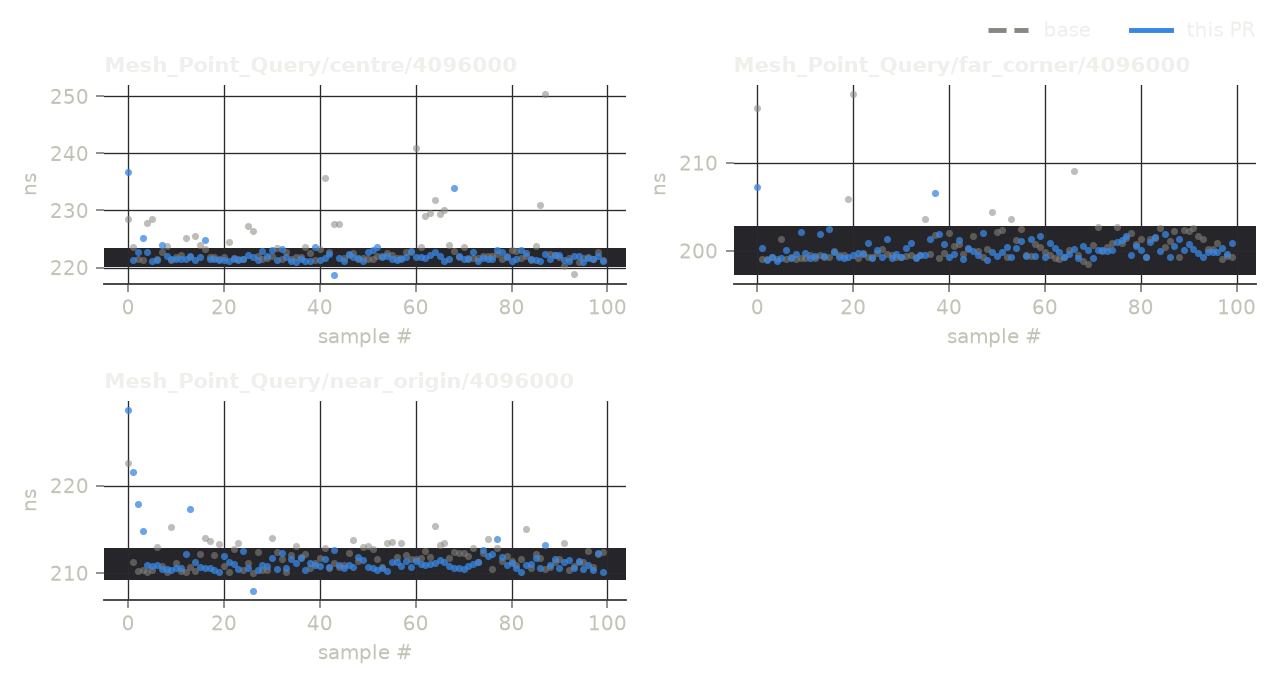 base this PR
Mesh_Point_Query/centre/4096000
250
240
230
220
ns
0 20 40 60 80 100
sample #
Mesh_Point_Query/far_corner/4096000
210
200
ns
0 20 40 60 80 100
sample #
Mesh_Point_Query/near_origin/4096000
220
210
ns
0 20 40 60 80 100
sample #